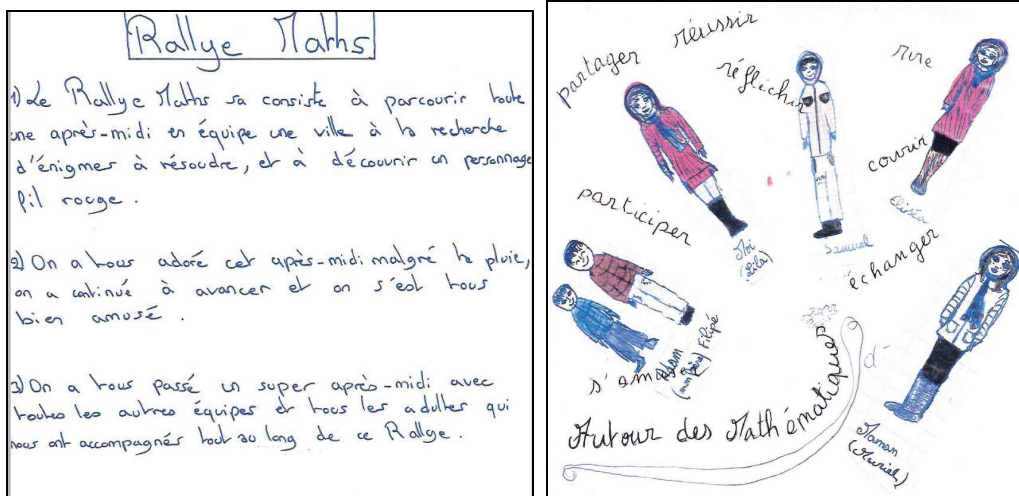 Rallye Maths
1) Le Rallye Maths sa consiste à parcourir toute
une après-midi en équipe une ville à la recherche
d'énigmes à résoudre, et à découvrir un personnage
fil rouge.
2) On a tous adoré cet après-midi malgré la pluie,
on a continué à avancer et on s'est tous
bien amusé.
3) On a tous passé un super après-midi avec
toutes les autres équipes et tous les adultes qui
nous ont accompagnés tout au long de ce Rallye.
partager
réussir
réfléchir
rire
courir
participer
Moi
(Lila)
Samuel
échanger
Filipé
Adam
s'amuser
Maman
(Muriel)
Autour des Mathématiques